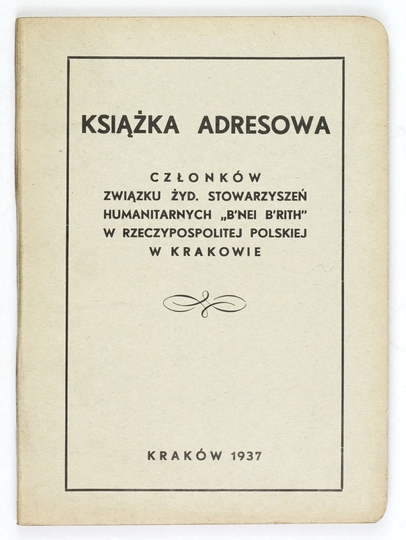 KSIĄŻKA ADRESOWA
CZŁONKÓW
ZWIĄZKU ŻYD. STOWARZYSZEŃ
HUMANITARNYCH „B'NEI B'RITH"
W RZECZYPOSPOLITEJ POLSKIEJ
W KRAKOWIE
KRAKÓW 1937